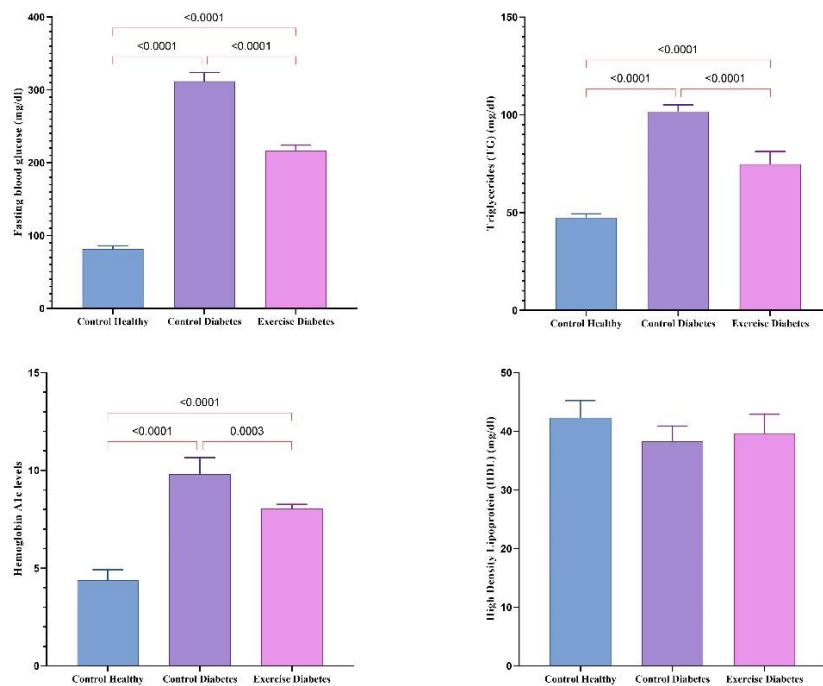 Fasting blood glucose (mg/dl)
400
300
200
100
0
<0.0001
<0.0001
<0.0001
Control Healthy
Control Diabetes
Exercise Diabetes
Triglycerides (TG) (mg/dl)
150
100
50
0
<0.0001
<0.0001
<0.0001
Control Healthy
Control Diabetes
Exercise Diabetes
Hemoglobin A1c levels
15
10
5
0
<0.0001
<0.0001
0.0003
Control Healthy
Control Diabetes
Exercise Diabetes
High Density Lipoprotein (HDL) (mg/dl)
50
40
30
20
10
0
Control Healthy
Control Diabetes
Exercise Diabetes